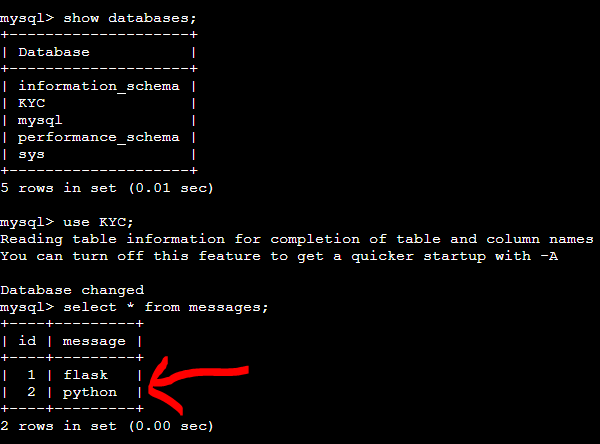 mysql> show databases;
+--------------------+
| Database           |
+--------------------+
| information_schema |
| KYC                |
| mysql              |
| performance_schema |
| sys                |
+--------------------+
5 rows in set (0.01 sec)
mysql> use KYC;
Reading table information for completion of table and column names
You can turn off this feature to get a quicker startup with -A
Database changed
mysql> select * from messages;
+----+---------+
| id | message |
+----+---------+
|  1 | flask   |
|  2 | python  |
+----+---------+
2 rows in set (0.00 sec)